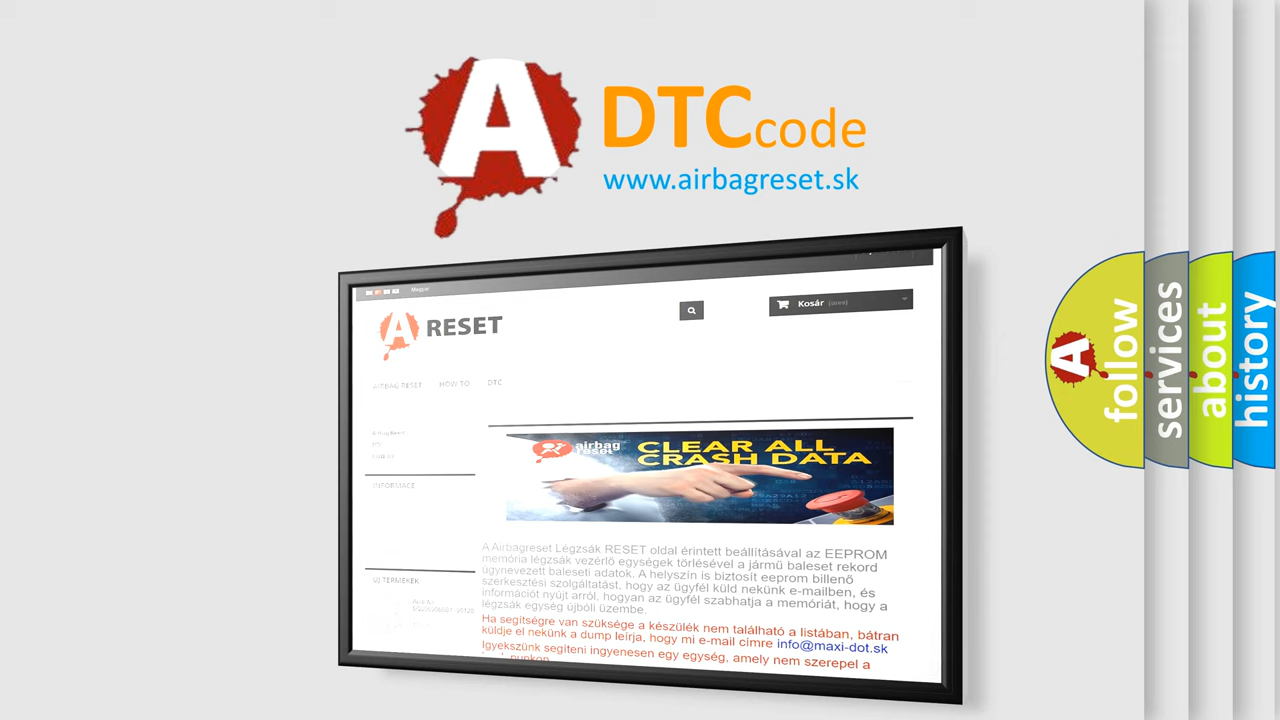 A
DTCcode
www.airbagreset.sk
Magyar
A RESET
Kosár (üres)
AIRBAG RESET HOW TO DTC
INFORMACE
ÚJ TERMÉKEK
airbag
reset
CLEAR ALL
CRASH DATA
A Airbagreset Légzsák RESET oldal érintett beállításával az EEPROM
memória légzsák vezérlő egységek törlésével a jármű baleset rekord
úgynevezett baleseti adatok. A helyszín is biztosít eeprom billenő
szerkesztési szolgáltatást, hogy az ügyfél küld nekünk e-mailben, és
információt nyújt arról, hogyan az ügyfél szabhatja a memóriát, hogy a
légzsák egység újbóli üzembe.
Ha segítségre van szüksége a készülék nem található a listában, bátran
küldje el nekünk a dump leírja, hogy mi e-mail címre info@maxi-dot.sk
Igyekszünk segíteni ingyenesen egy egység, amely nem szerepel a
A
follow
services
about
history